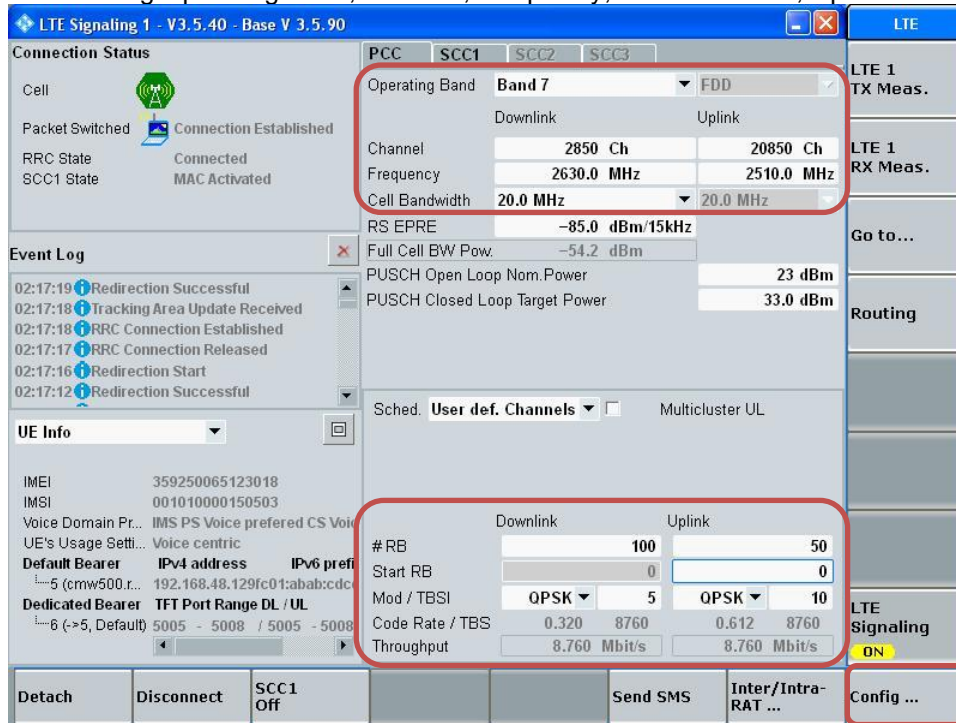 LTE Signaling 1 - V3.5.40 - Base V 3.5.90
LTE
Connection Status
Cell
Packet Switched Connection Established
RRC State Connected
SCC1 State MAC Activated
Event Log
02:17:19 Redirection Successful
02:17:18 Tracking Area Update Received
02:17:18 RRC Connection Established
02:17:17 RRC Connection Released
02:17:16 Redirection Start
02:17:12 Redirection Successful
UE Info
IMEI 359250065123018
IMSI 001010000150503
Voice Domain Pr... IMS PS Voice prefered CS Voic
UE's Usage Setti... Voice centric
Default Bearer IPv4 address IPv6 prefi
5 (cmw500.r... 192.168.48.129fc01:abab:cdcd
Dedicated Bearer TFT Port Range DL / UL
6 (->5, Default) 5005 - 5008 / 5005 - 5008
PCC SCC1 SCC2 SCC3
Operating Band Band 7 FDD
Downlink Uplink
Channel 2850 Ch 20850 Ch
Frequency 2630.0 MHz 2510.0 MHz
Cell Bandwidth 20.0 MHz 20.0 MHz
RS EPRE -85.0 dBm/15kHz
Full Cell BW Pow. -54.2 dBm
PUSCH Open Loop Nom.Power 23 dBm
PUSCH Closed Loop Target Power 33.0 dBm
Sched. User def. Channels Multicluster UL
Downlink Uplink
# RB 100 50
Start RB 0 0
Mod / TBSI QPSK 5 QPSK 10
Code Rate / TBS 0.320 8760 0.612 8760
Throughput 8.760 Mbit/s 8.760 Mbit/s
LTE 1
TX Meas.
LTE 1
RX Meas.
Go to...
Routing
LTE
Signaling
ON
Detach
Disconnect
SCC1
Off
Send SMS
Inter/Intra-
RAT ...
Config ...